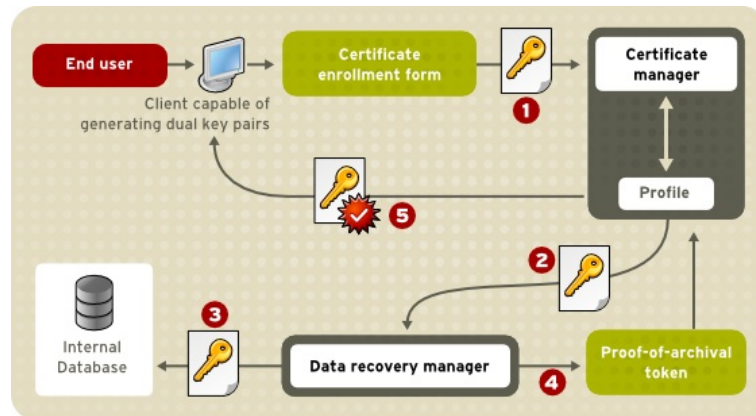 End user
Certificate
enrollment form
Certificate
manager
Client capable of
generating dual key pairs
1
Profile
5
2
3
Internal
Database
Data recovery manager
4
Proof-of-archival
token